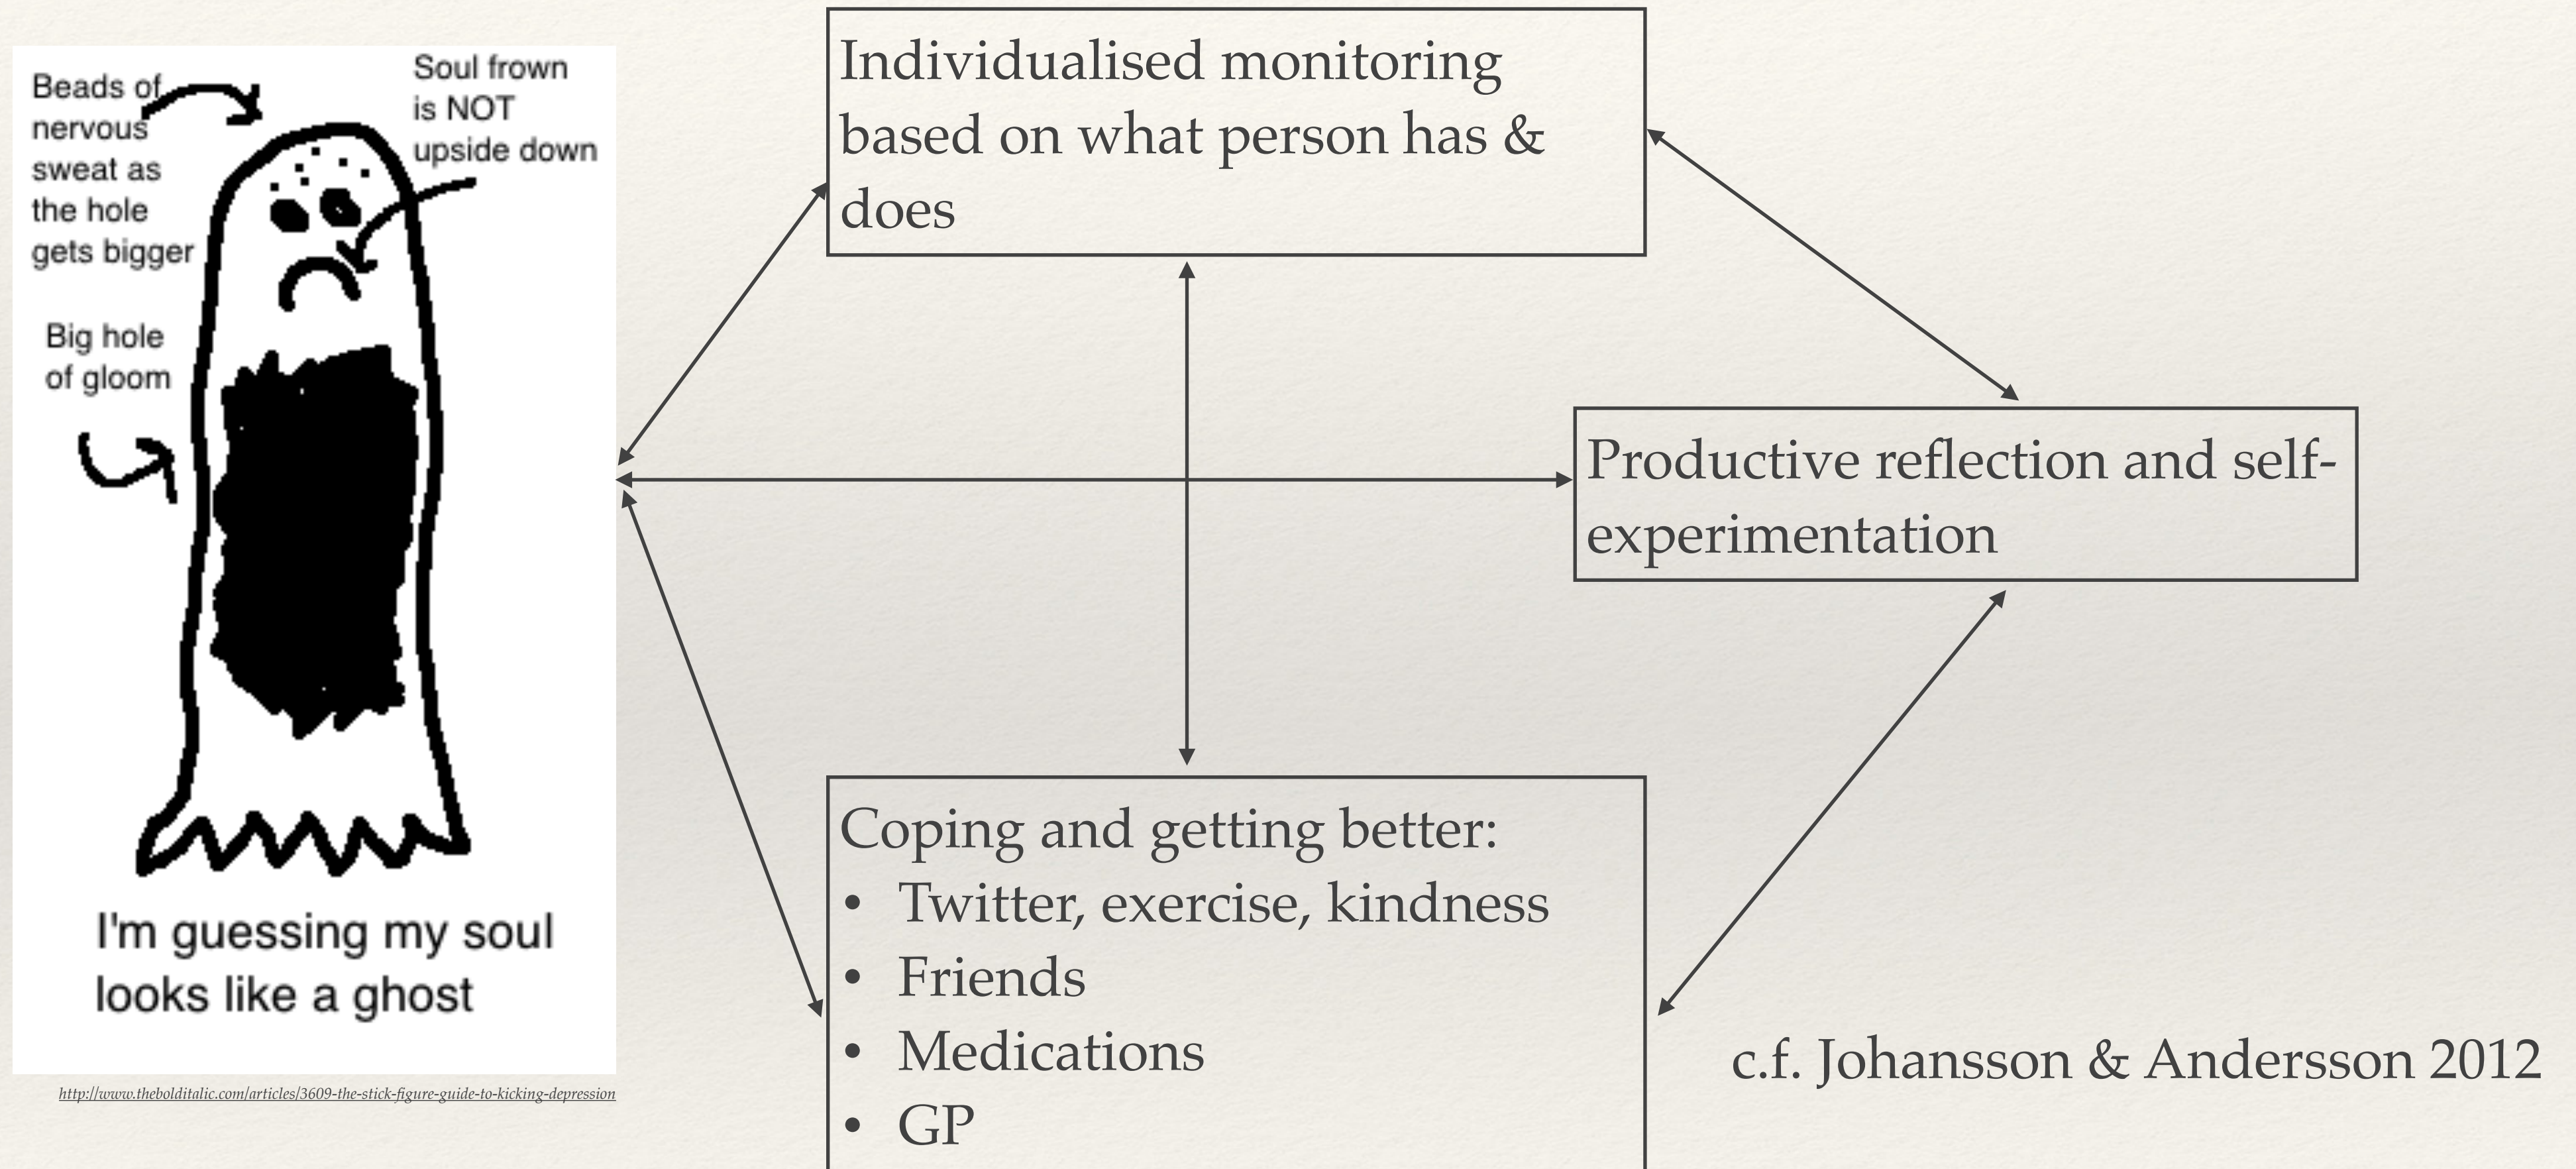 Beads of
nervous
sweat as
the hole
gets bigger
Soul frown
is NOT
upside down
Big hole
of gloom
I'm guessing my soul
looks like a ghost
http://www.thebolditalic.com/articles/3609-the-stick-figure-guide-to-kicking-depression
Individualised monitoring
based on what person has &
does
Productive reflection and self-
experimentation
Coping and getting better:
• Twitter, exercise, kindness
• Friends
• Medications
• GP
c.f. Johansson & Andersson 2012